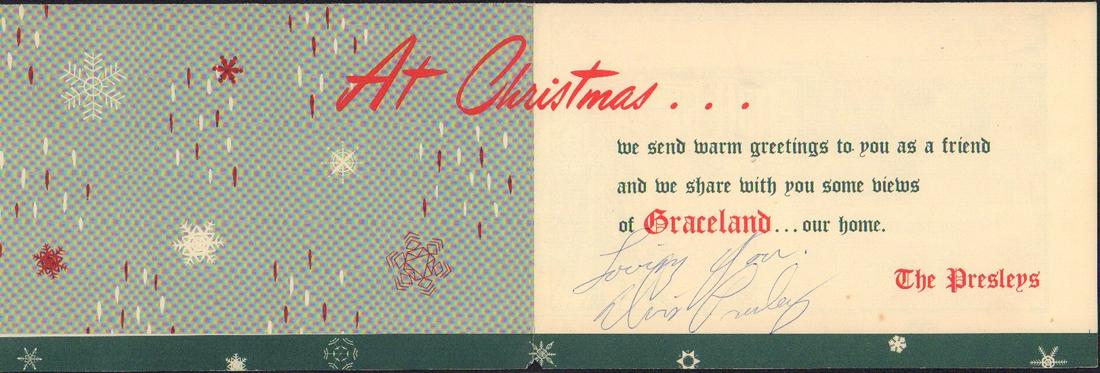 At Christmas . . .
we send warm greetings to you as a friend
and we share with you some views
of Graceland...our home.
Loving You.
Elvis Presley
The Presleys